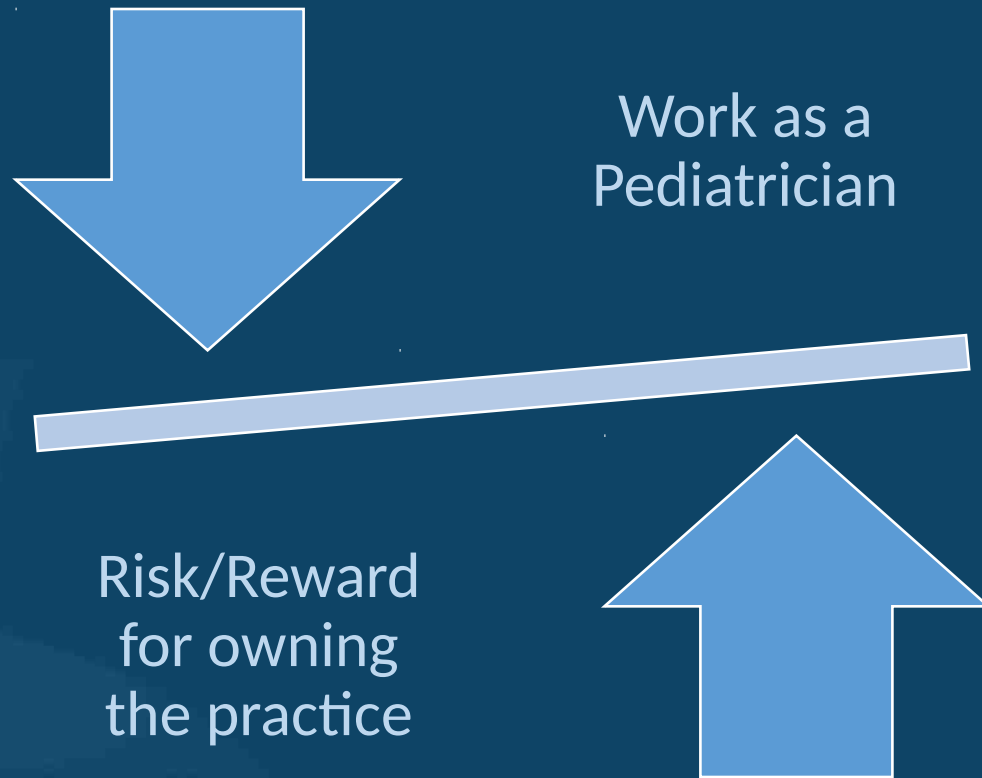 Work as a
Pediatrician
Risk/Reward
for owning
the practice